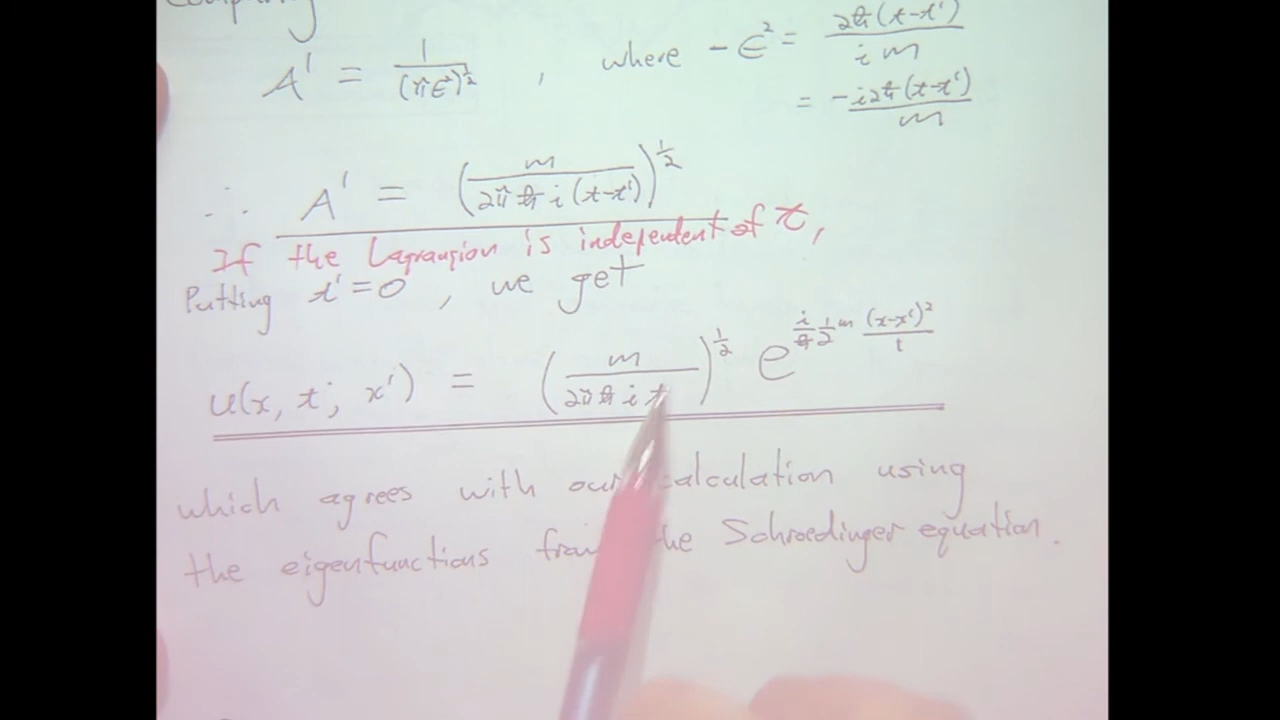 Comparing
A' = 1/(πε²)^½ , where -ε² = 2ħ(t-t')/im
= -i2ħ(t-t')/m
∴ A' = (m/2πħi(t-t'))^½
If the Lagrangion is independent of t,
Putting t'=0, we get
u(x, t; x') = (m/2πħit)^½ e^{i/ħ 1/2 m (x-x')²/t}
which agrees with our calculation using
the eigenfunctions from the Schroedinger equation.